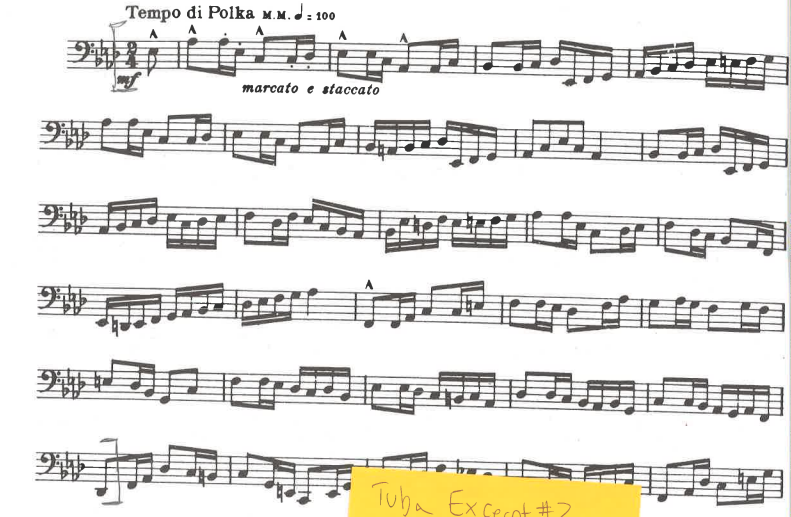 Tempo di Polka M.M. ♩ = 100
mf
marcato e staccato
Tuba Excerpt #2